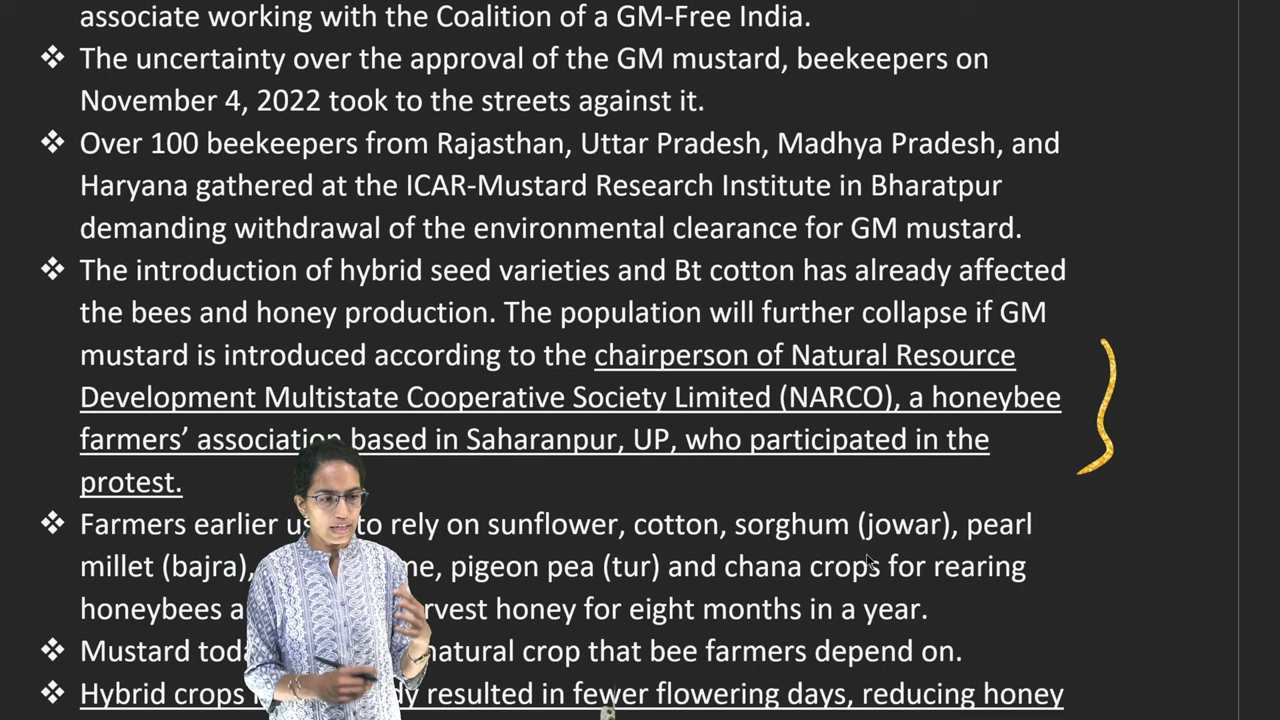 associate working with the Coalition of a GM-Free India.
❖ The uncertainty over the approval of the GM mustard, beekeepers on
November 4, 2022 took to the streets against it.
❖ Over 100 beekeepers from Rajasthan, Uttar Pradesh, Madhya Pradesh, and
Haryana gathered at the ICAR-Mustard Research Institute in Bharatpur
demanding withdrawal of the environmental clearance for GM mustard.
❖ The introduction of hybrid seed varieties and Bt cotton has already affected
the bees and honey production. The population will further collapse if GM
mustard is introduced according to the chairperson of Natural Resource
Development Multistate Cooperative Society Limited (NARCO), a honeybee
farmers’ association based in Saharanpur, UP, who participated in the
protest.
❖ Farmers earlier to rely on sunflower, cotton, sorghum (jowar), pearl
millet (bajra), pigeon pea (tur) and chana crops for rearing
honeybees honey for eight months in a year.
❖ Mustard natural crop that bee farmers depend on.
❖ Hybrid crops resulted in fewer flowering days, reducing honey